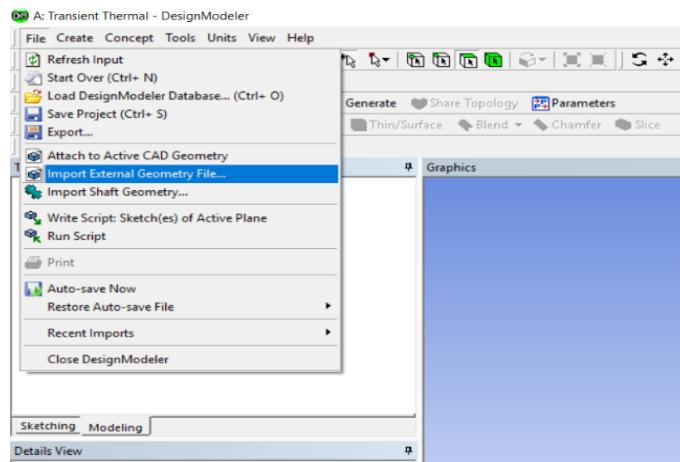 A: Transient Thermal - DesignModeler
File Create Concept Tools Units View Help
Refresh Input
Start Over (Ctrl+ N)
Load DesignModeler Database... (Ctrl+ O)
Generate Share Topology Parameters
Save Project (Ctrl+ S)
Export...
Thin/Surface Blend Chamfer Slice
Attach to Active CAD Geometry
T
Graphics
Import External Geometry File...
Import Shaft Geometry...
Write Script: Sketch(es) of Active Plane
Run Script
Print
Auto-save Now
Restore Auto-save File
Recent Imports
Close DesignModeler
Sketching Modeling
Details View